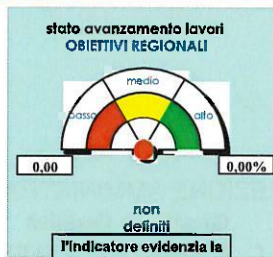 stato avanzamento lavori
OBIETTIVI REGIONALI
medio
basso
alto
0,00
0,00%
non
definiti
l'indicatore evidenzia la